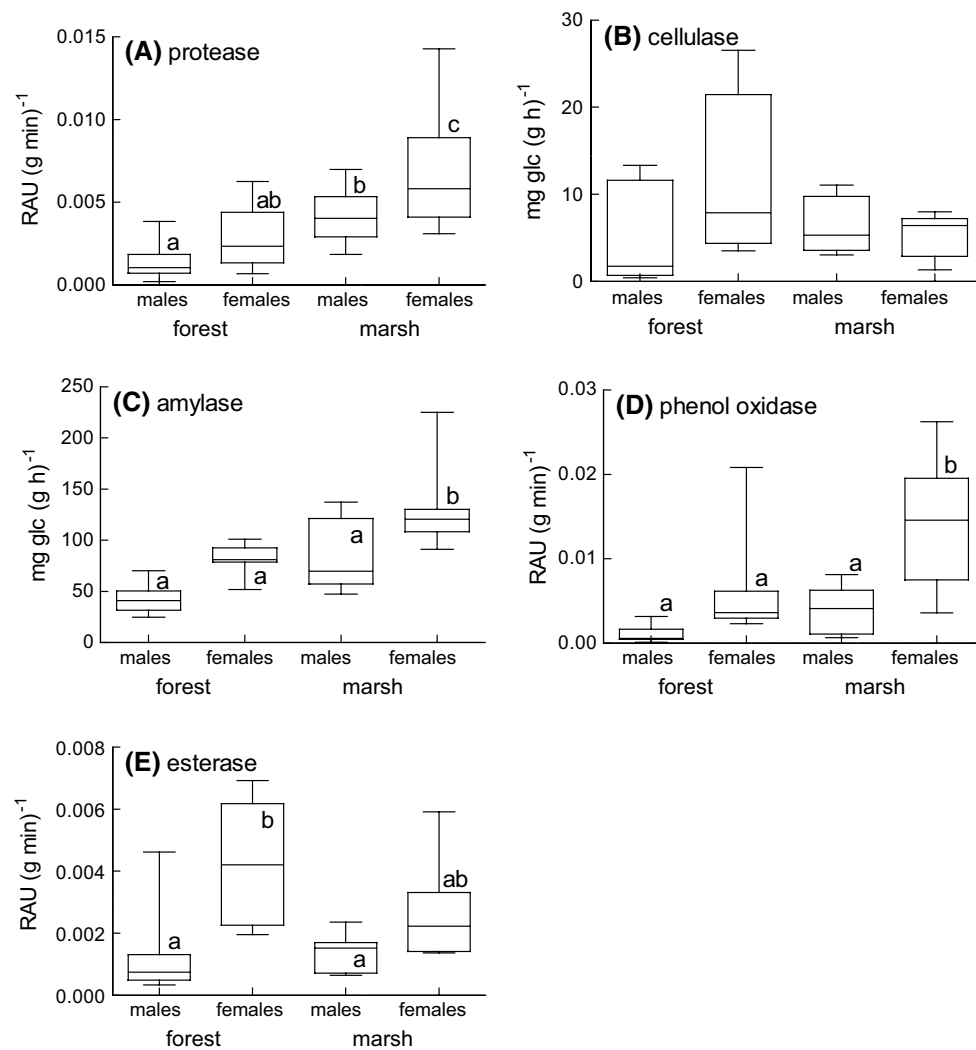 (A) protease
RAU (g min)⁻¹
0.015
0.010
0.005
0.000
a
ab
b
c
males females males females
forest marsh
(B) cellulase
mg glc (g h)⁻¹
30
20
10
0
males females males females
forest marsh
(C) amylase
mg glc (g h)⁻¹
250
200
150
100
50
0
a
a
a
b
males females males females
forest marsh
(D) phenol oxidase
RAU (g min)⁻¹
0.03
0.02
0.01
0.00
a
a
a
b
males females males females
forest marsh
(E) esterase
RAU (g min)⁻¹
0.008
0.006
0.004
0.002
0.000
a
b
a
ab
males females males females
forest marsh